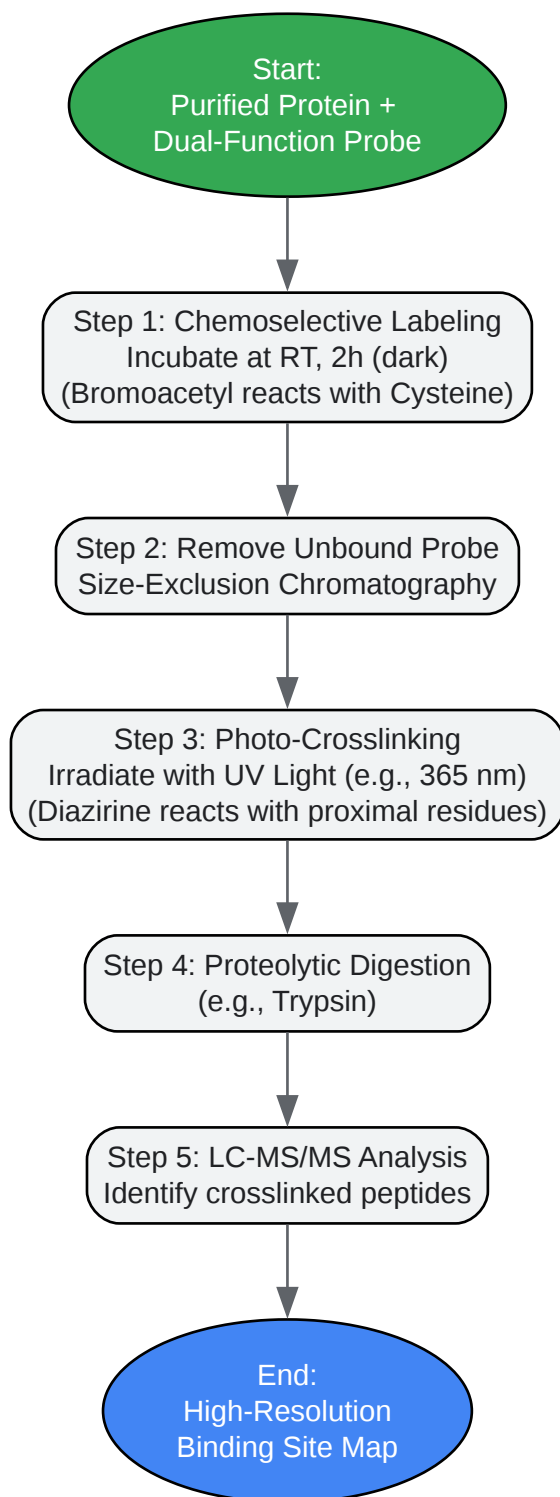 Start:
Purified Protein +
Dual-Function Probe
Step 1: Chemoselective Labeling
Incubate at RT, 2h (dark)
(Bromoacetyl reacts with Cysteine)
Step 2: Remove Unbound Probe
Size-Exclusion Chromatography
Step 3: Photo-Crosslinking
Irradiate with UV Light (e.g., 365 nm)
(Diazirine reacts with proximal residues)
Step 4: Proteolytic Digestion
(e.g., Trypsin)
Step 5: LC-MS/MS Analysis
Identify crosslinked peptides
End:
High-Resolution
Binding Site Map